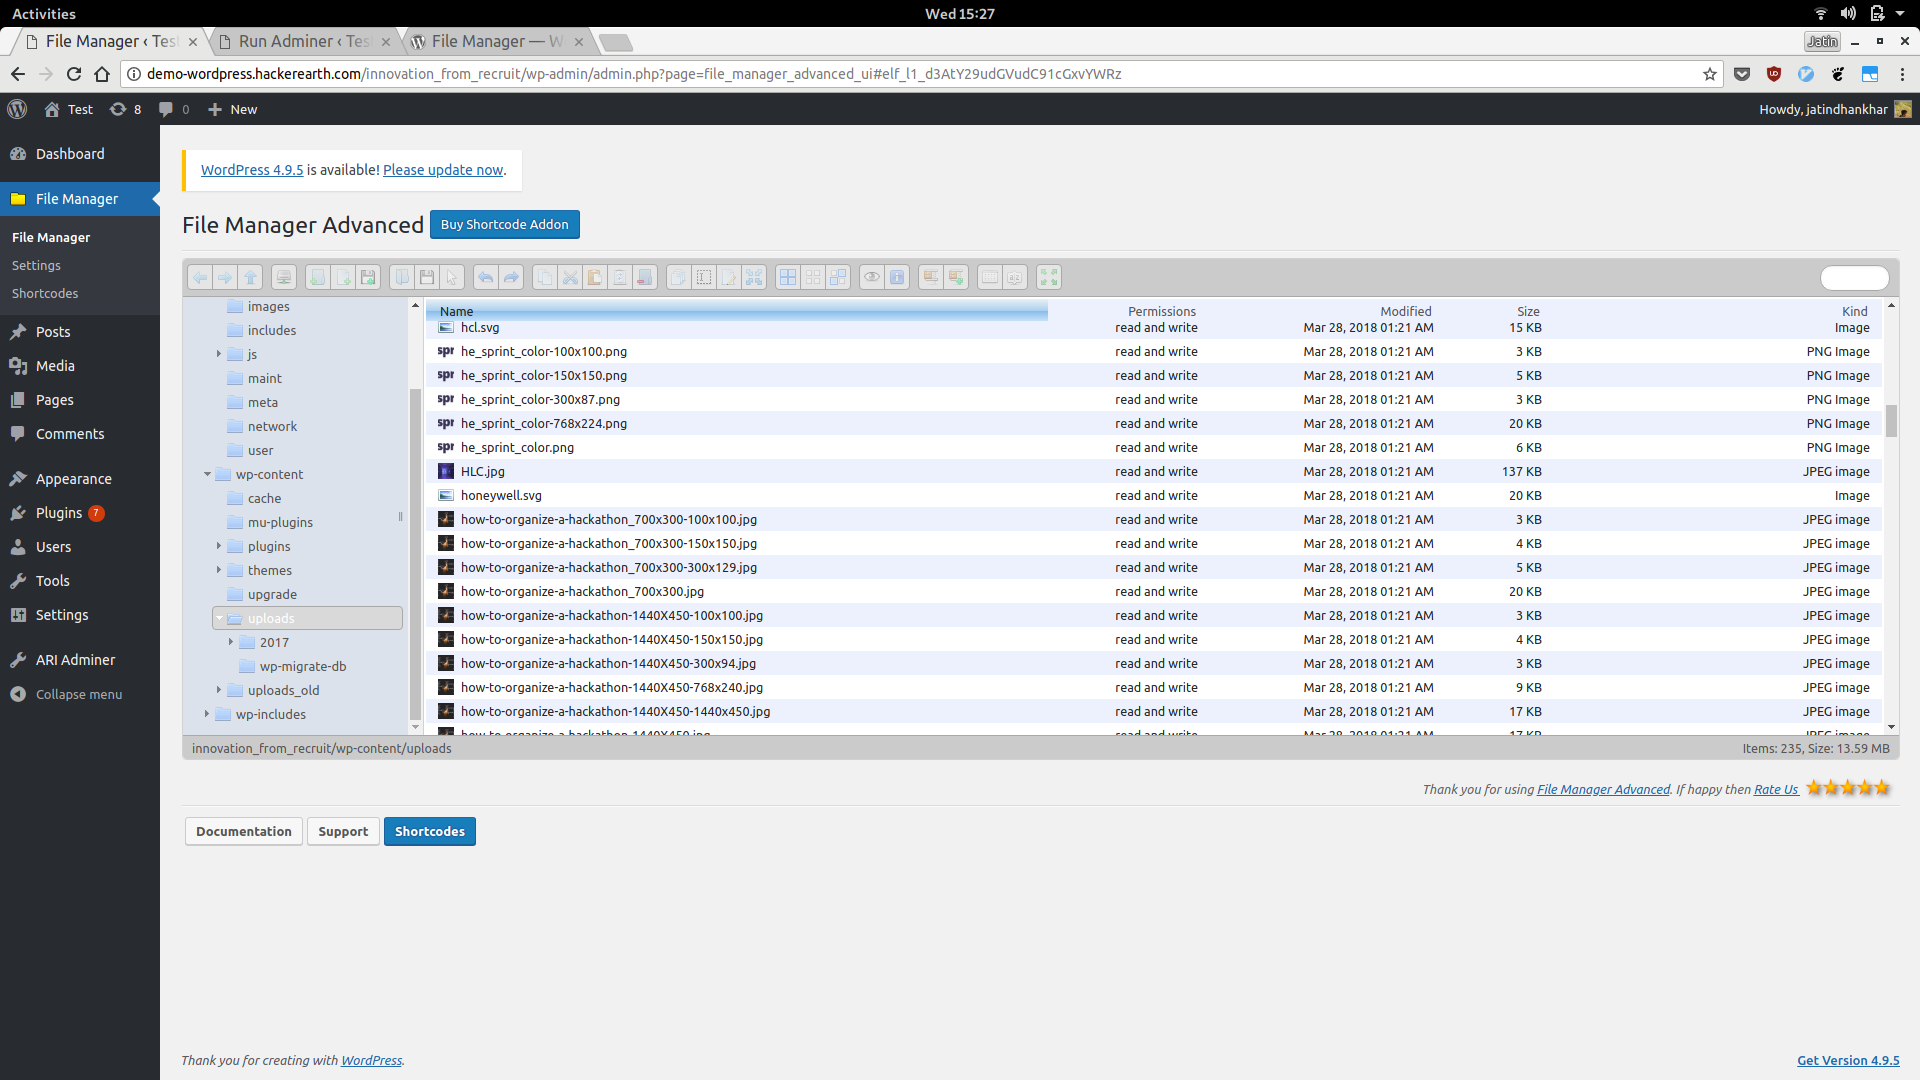 Activities
Wed 15:27
File Manager ‹ Tes
Run Adminer ‹ Tes
File Manager — W
Jatin
demo-wordpress.hackerearth.com/innovation_from_recruit/wp-admin/admin.php?page=file_manager_advanced_ui#elf_l1_d3AtY29udGVudC91cGxvYWRz
Test
8
0
New
Howdy, jatindhankhar
Dashboard
File Manager
File Manager
Settings
Shortcodes
Posts
Media
Pages
Comments
Appearance
Plugins 7
Users
Tools
Settings
ARI Adminer
Collapse menu
WordPress 4.9.5 is available! Please update now.
File Manager Advanced
Buy Shortcode Addon
images
includes
js
maint
meta
network
user
wp-content
cache
mu-plugins
plugins
themes
upgrade
uploads
2017
wp-migrate-db
uploads_old
wp-includes
Name Permissions Modified Size Kind
hcl.svg read and write Mar 28, 2018 01:21 AM 15 KB Image
he_sprint_color-100x100.png read and write Mar 28, 2018 01:21 AM 3 KB PNG Image
he_sprint_color-150x150.png read and write Mar 28, 2018 01:21 AM 5 KB PNG Image
he_sprint_color-300x87.png read and write Mar 28, 2018 01:21 AM 3 KB PNG Image
he_sprint_color-768x224.png read and write Mar 28, 2018 01:21 AM 20 KB PNG Image
he_sprint_color.png read and write Mar 28, 2018 01:21 AM 6 KB PNG Image
HLC.jpg read and write Mar 28, 2018 01:21 AM 137 KB JPEG image
honeywell.svg read and write Mar 28, 2018 01:21 AM 20 KB Image
how-to-organize-a-hackathon_700x300-100x100.jpg read and write Mar 28, 2018 01:21 AM 3 KB JPEG image
how-to-organize-a-hackathon_700x300-150x150.jpg read and write Mar 28, 2018 01:21 AM 4 KB JPEG image
how-to-organize-a-hackathon_700x300-300x129.jpg read and write Mar 28, 2018 01:21 AM 5 KB JPEG image
how-to-organize-a-hackathon_700x300.jpg read and write Mar 28, 2018 01:21 AM 20 KB JPEG image
how-to-organize-a-hackathon-1440X450-100x100.jpg read and write Mar 28, 2018 01:21 AM 3 KB JPEG image
how-to-organize-a-hackathon-1440X450-150x150.jpg read and write Mar 28, 2018 01:21 AM 4 KB JPEG image
how-to-organize-a-hackathon-1440X450-300x94.jpg read and write Mar 28, 2018 01:21 AM 3 KB JPEG image
how-to-organize-a-hackathon-1440X450-768x240.jpg read and write Mar 28, 2018 01:21 AM 9 KB JPEG image
how-to-organize-a-hackathon-1440X450-1440x450.jpg read and write Mar 28, 2018 01:21 AM 17 KB JPEG image
how-to-organize-a-hackathon-1440X450.jpg read and write Mar 28, 2018 01:21 AM 17 KB JPEG image
innovation_from_recruit/wp-content/uploads
Items: 235, Size: 13.59 MB
Thank you for using File Manager Advanced. If happy then Rate Us
Documentation
Support
Shortcodes
Thank you for creating with WordPress.
Get Version 4.9.5